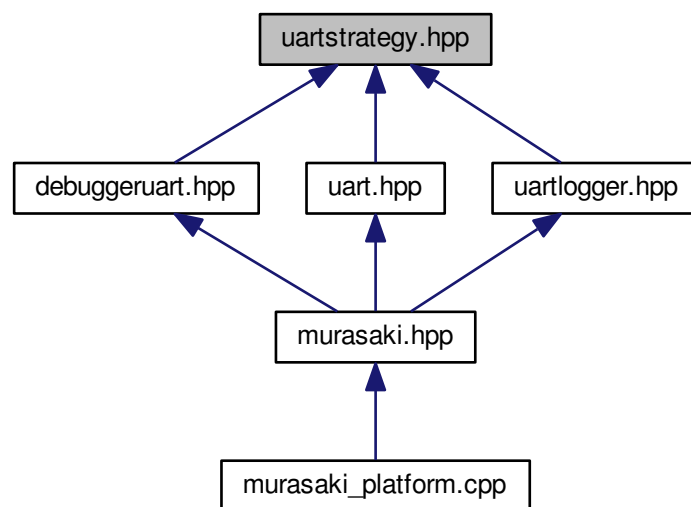 uartstrategy.hpp
debuggeruart.hpp
uart.hpp
uartlogger.hpp
murasaki.hpp
murasaki_platform.cpp